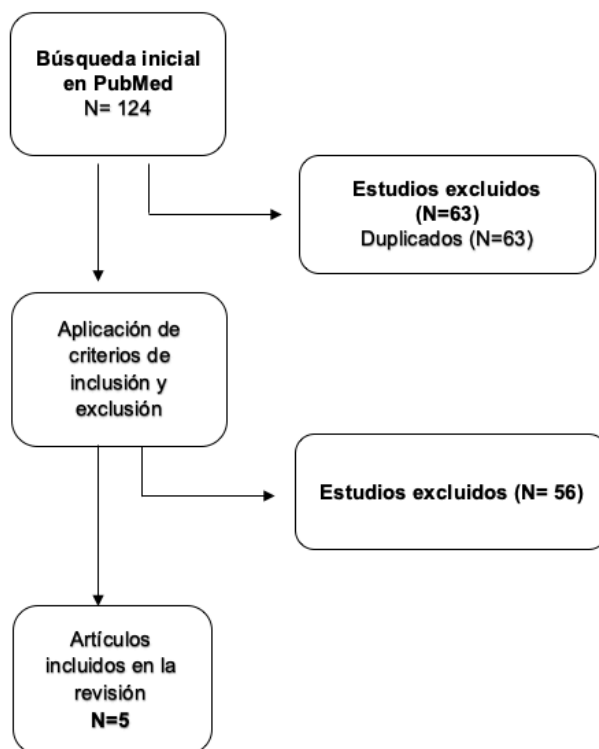 Búsqueda inicial
en PubMed
N= 124
Estudios excluidos
(N=63)
Duplicados (N=63)
Aplicación de
criterios de
inclusión y
exclusión
Estudios excluidos (N= 56)
Artículos
incluidos en la
revisión
N=5